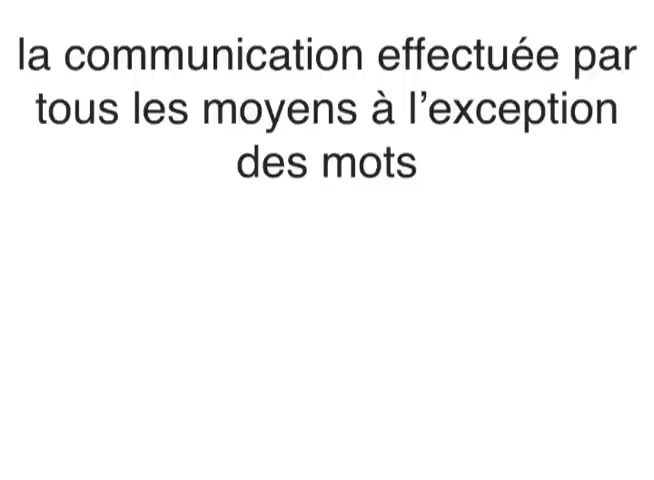 la communication effectuée par
tous les moyens à l’exception
des mots